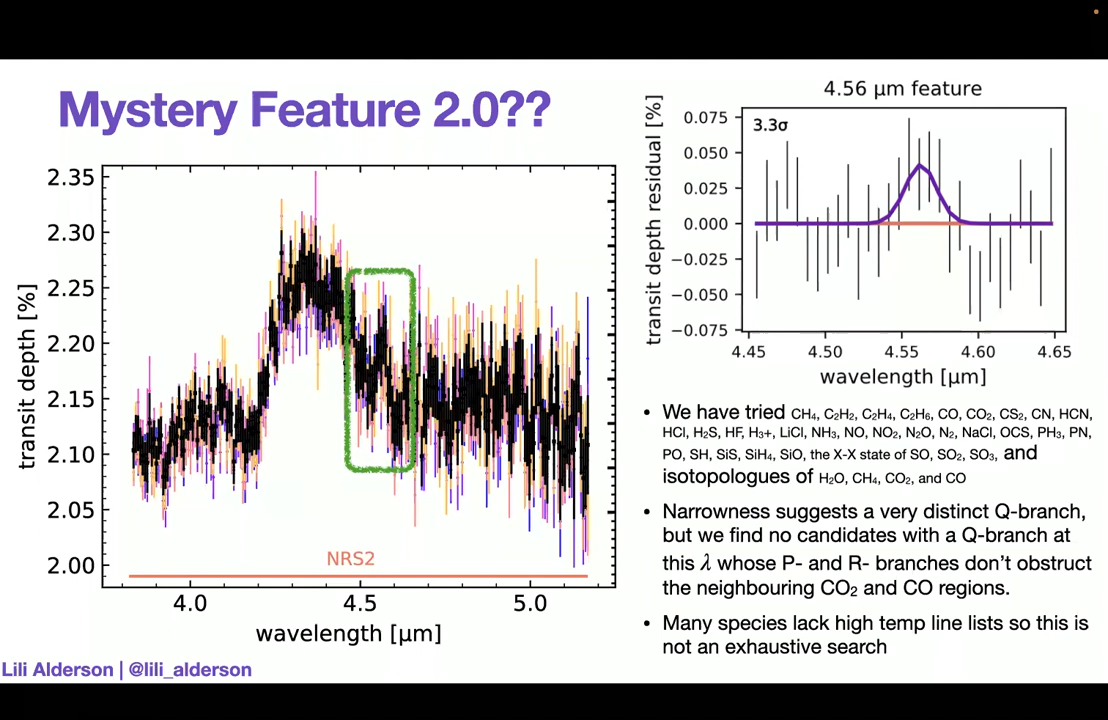 Mystery Feature 2.0??
2.35
2.30
2.25
2.20
2.15
2.10
2.05
2.00
transit depth [%]
NRS2
4.0
4.5
5.0
wavelength [μm]
4.56 μm feature
3.3σ
0.075
0.050
0.025
0.000
−0.025
−0.050
−0.075
transit depth residual [%]
4.45
4.50
4.55
4.60
4.65
wavelength [μm]
• We have tried CH₄, C₂H₂, C₂H₄, C₂H₆, CO, CO₂, CS₂, CN, HCN,
HCl, H₂S, HF, H₃+, LiCl, NH₃, NO, NO₂, N₂O, N₂, NaCl, OCS, PH₃, PN,
PO, SH, SiS, SiH₄, SiO, the X-X state of SO, SO₂, SO₃, and
isotopologues of H₂O, CH₄, CO₂, and CO
• Narrowness suggests a very distinct Q-branch,
but we find no candidates with a Q-branch at
this λ whose P- and R- branches don’t obstruct
the neighbouring CO₂ and CO regions.
• Many species lack high temp line lists so this is
not an exhaustive search
Lili Alderson | @lili_alderson